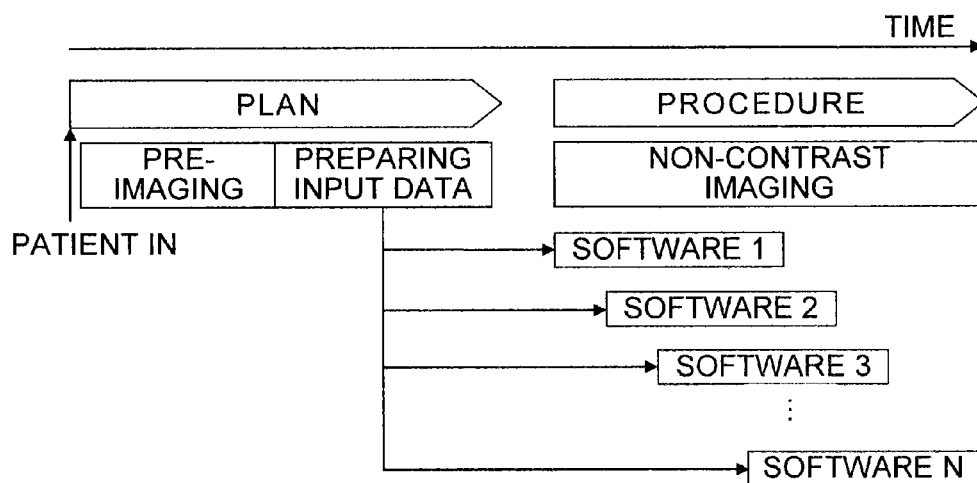 TIME
PLAN
PROCEDURE
PRE-
IMAGING
PREPARING
INPUT DATA
NON-CONTRAST
IMAGING
PATIENT IN
SOFTWARE 1
SOFTWARE 2
SOFTWARE 3
⋮
SOFTWARE N